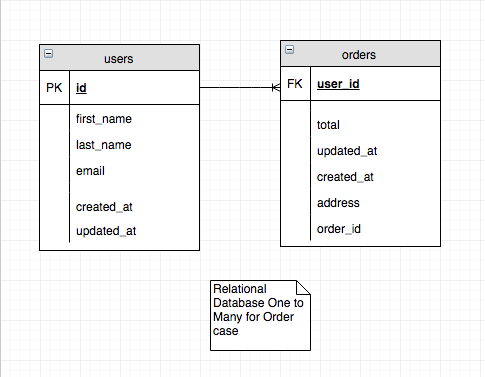 users
PK id
first_name
last_name
email
created_at
updated_at
orders
FK user_id
total
updated_at
created_at
address
order_id
Relational
Database One to
Many for Order
case